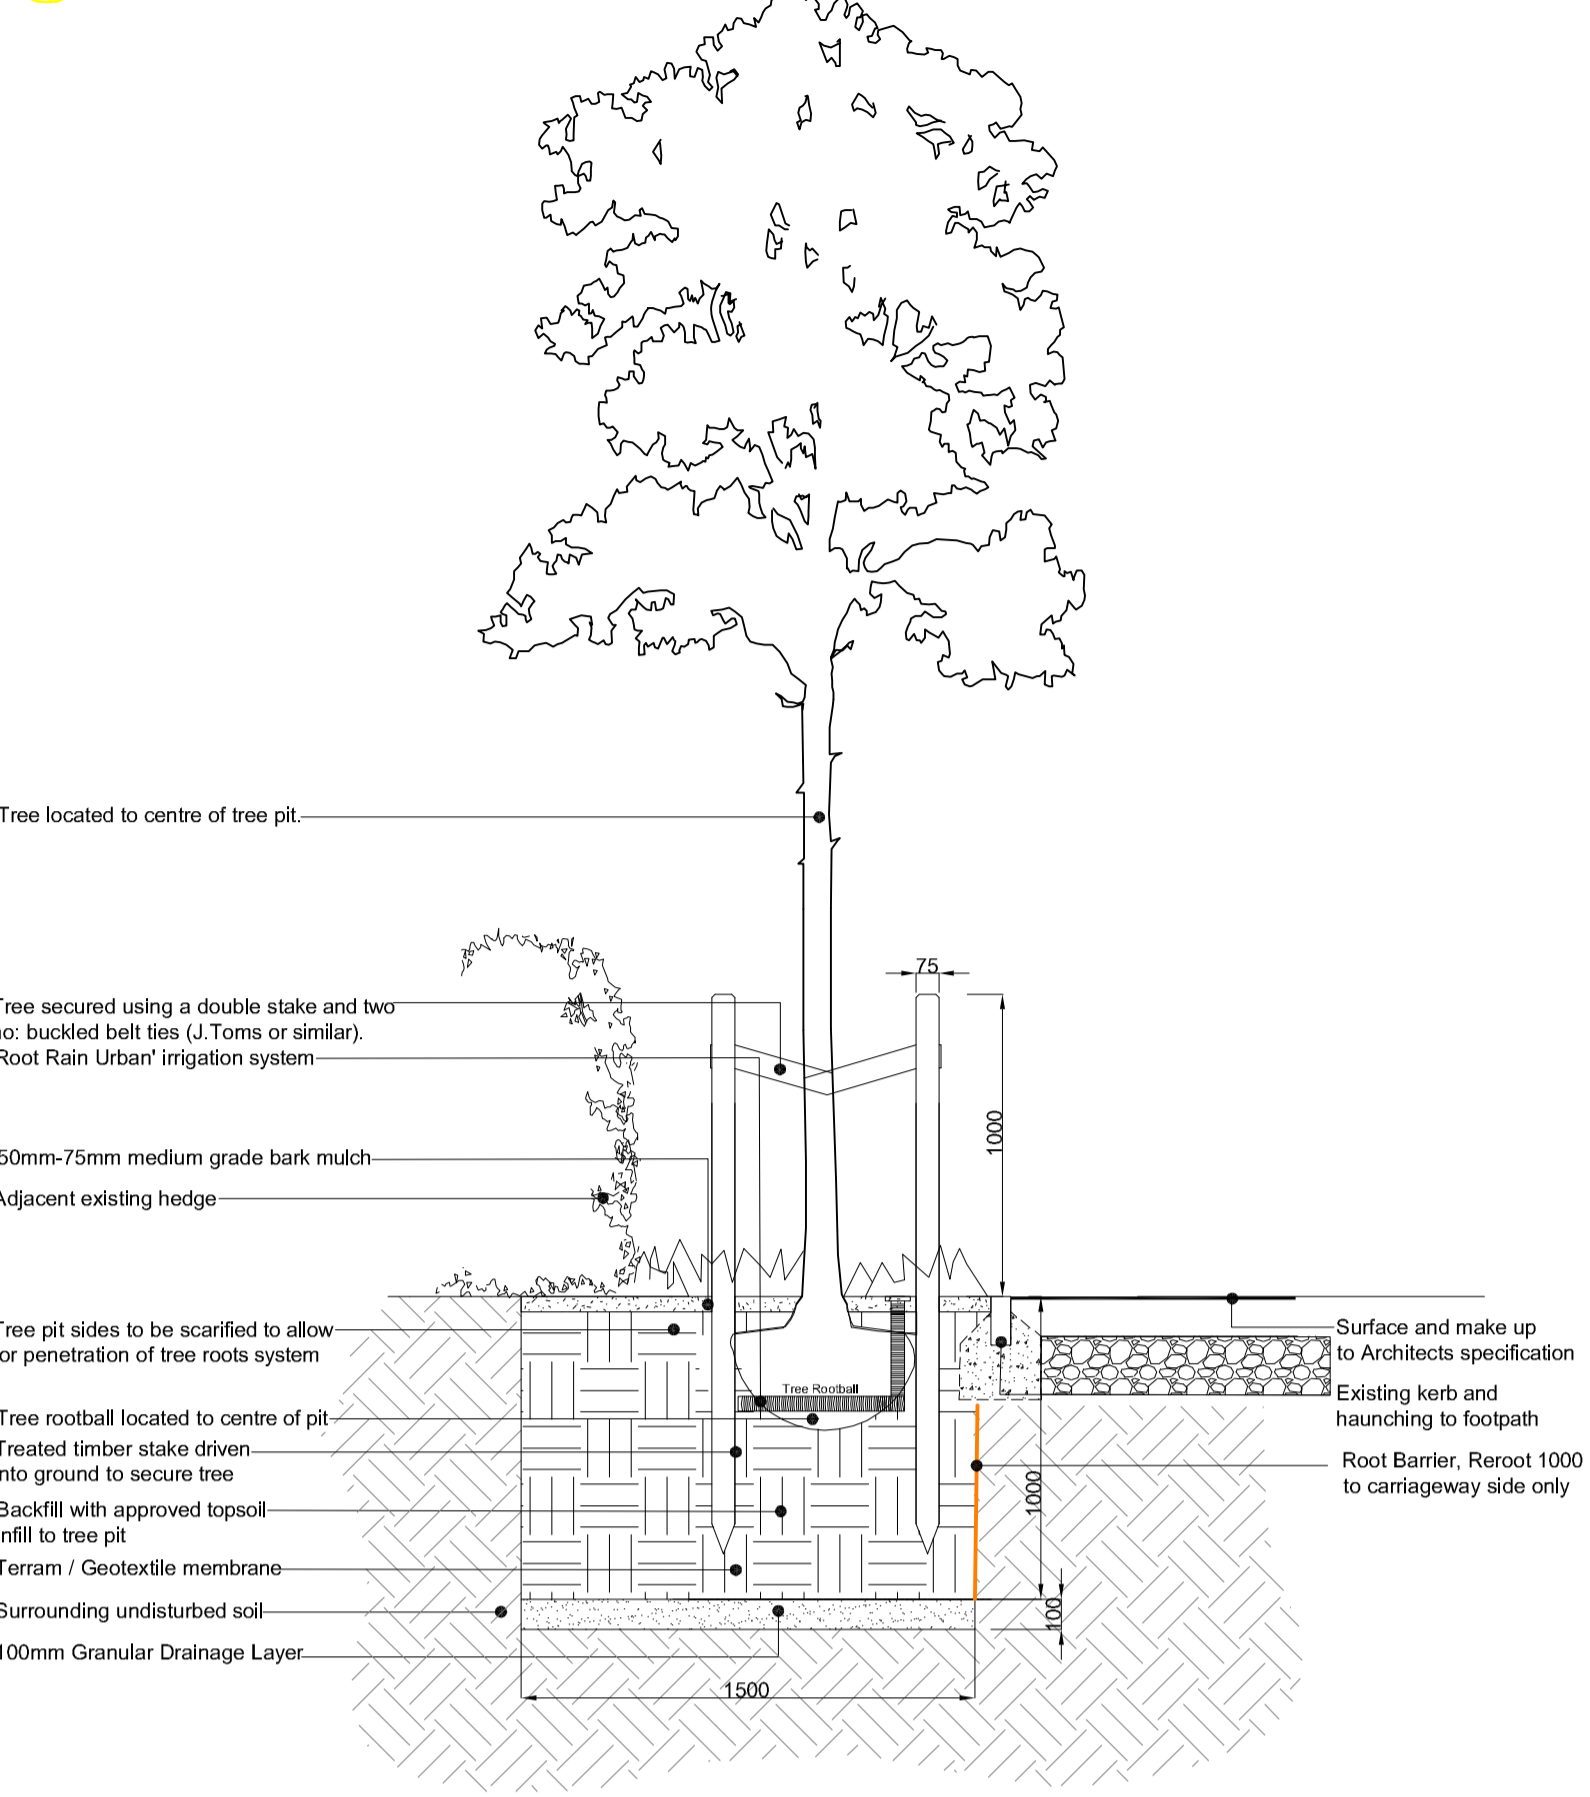 Tree located to centre of tree pit.
75
Tree secured using a double stake and two
no: buckled belt ties (J.Toms or similar).
Root Rain Urban' irrigation system
1000
50mm-75mm medium grade bark mulch
Adjacent existing hedge
Tree pit sides to be scarified to allow
or penetration of tree roots system
Surface and make up
to Architects specification
Tree Rootball
Existing kerb and
haunching to footpath
Tree rootball located to centre of pit
Treated timber stake driven
nto ground to secure tree
Root Barrier, Reroot 1000
to carriageway side only
1000
Backfill with approved topsoil
nfill to tree pit
Terram / Geotextile membrane
Surrounding undisturbed soil
100
100mm Granular Drainage Layer
1500